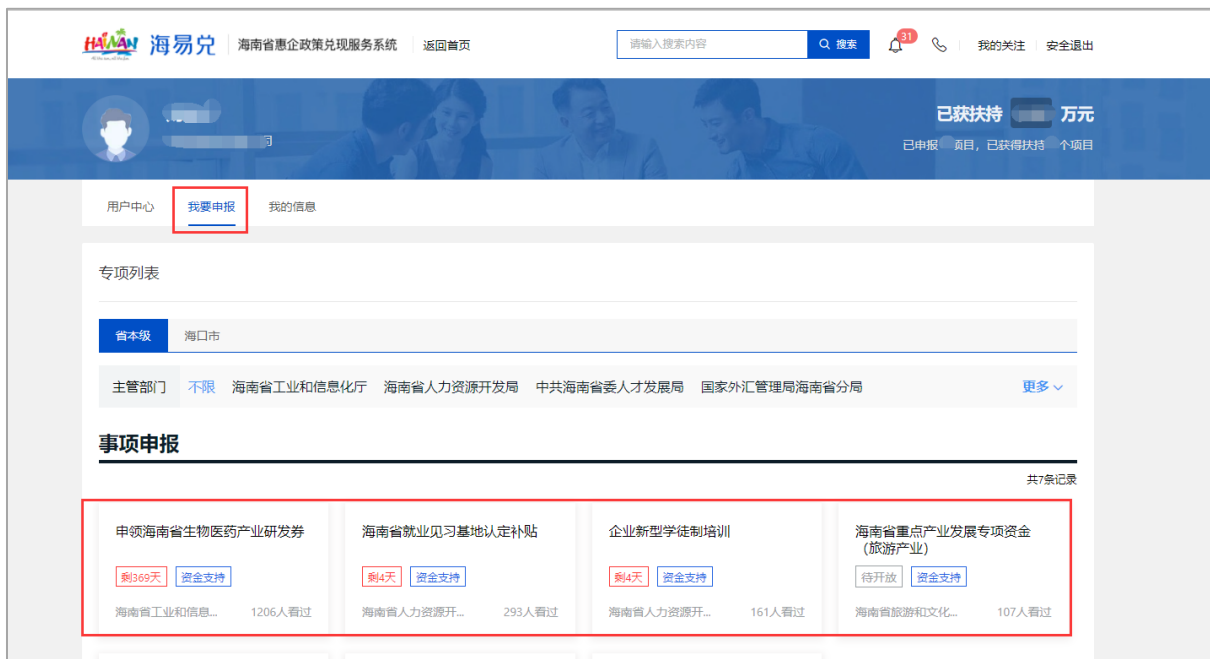 HAINAN 海易兑 海南省惠企政策兑现服务系统 返回首页 请输入搜索内容 搜索 31 我的关注 安全退出
已获扶持 万元
司
已申报 项目，已获得扶持 个项目
用户中心 我要申报 我的信息
专项列表
省本级 海口市
主管部门 不限 海南省工业和信息化厅 海南省人力资源开发局 中共海南省委人才发展局 国家外汇管理局海南省分局 更多
事项申报
共7条记录
申领海南省生物医药产业研发券
剩369天 资金支持
海南省工业和信息... 1206人看过
海南省就业见习基地认定补贴
剩4天 资金支持
海南省人力资源开... 293人看过
企业新型学徒制培训
剩4天 资金支持
海南省人力资源开... 161人看过
海南省重点产业发展专项资金
（旅游产业）
待开放 资金支持
海南省旅游和文化... 107人看过